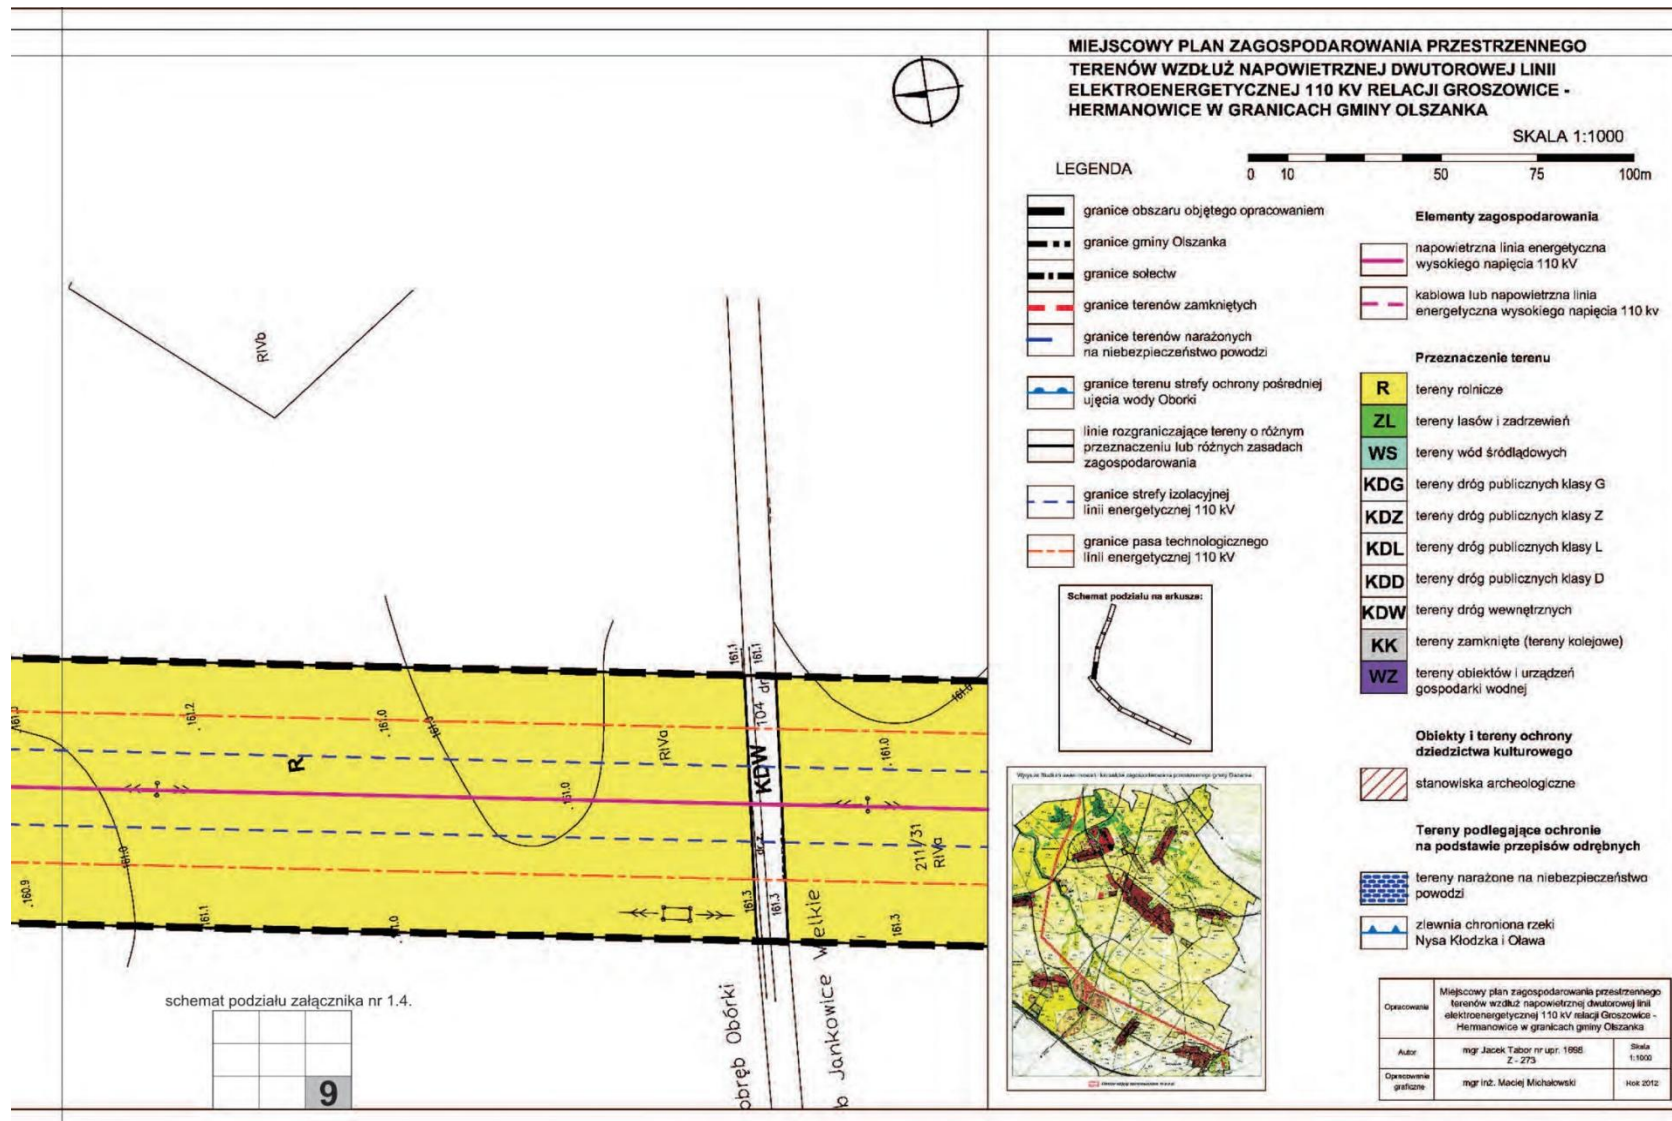 MIEJSCOWY PLAN ZAGOSPODAROWANIA PRZESTRZENNEGO
TERENÓW WZDŁUŻ NAPOWIETRZNEJ DWUTOROWEJ LINII
ELEKTROENERGETYCZNEJ 110 KV RELACJI GROSZOWICE -
HERMANOWICE W GRANICACH GMINY OLSZANKA
SKALA 1:1000
0 10 50 75 100m
LEGENDA
granice obszaru objętego opracowaniem
granice gminy Olszanka
granice sołectw
granice terenów zamkniętych
granice terenów narażonych
na niebezpieczeństwo powodzi
granice terenu strefy ochrony pośredniej
ujęcia wody Oborki
linie rozgraniczające tereny o różnym
przeznaczeniu lub różnych zasadach
zagospodarowania
granice strefy izolacyjnej
linii energetycznej 110 kV
granice pasa technologicznego
linii energetycznej 110 kV
Elementy zagospodarowania
napowietrzna linia energetyczna
wysokiego napięcia 110 kV
kablowa lub napowietrzna linia
energetyczna wysokiego napięcia 110 kv
Przeznaczenie terenu
R tereny rolnicze
ZL tereny lasów i zadrzewień
WS tereny wód śródlądowych
KDG tereny dróg publicznych klasy G
KDZ tereny dróg publicznych klasy Z
KDL tereny dróg publicznych klasy L
KDD tereny dróg publicznych klasy D
KDW tereny dróg wewnętrznych
KK tereny zamknięte (tereny kolejowe)
WZ tereny obiektów i urządzeń
gospodarki wodnej
Obiekty i tereny ochrony
dziedzictwa kulturowego
stanowiska archeologiczne
Tereny podlegające ochronie
na podstawie przepisów odrębnych
tereny narażone na niebezpieczeństwo
powodzi
zlewnia chroniona rzeki
Nysa Kłodzka i Oława
Schemat podziału na arkusze:
Opracowanie
Miejscowy plan zagospodarowania przestrzennego
terenów wzdłuż napowietrznej dwutorowej linii
elektroenergetycznej 110 kV relacji Groszowice -
Hermanowice w granicach gminy Olszanka
Autor
mgr Jacek Tabor nr upr. 1698
Z - 273
Skala
1:1000
Opracowanie
graficzne
mgr inż. Maciej Michałowski
Rok 2012
RIVb
161.1
161.1
161.2
161.0
161.0
161.0
R
RIVa
104 dr
KDW
161.0
161.0
161.0
dr.z
211/31
RIVa
.160.9
161.1
161.0
161.3
161.3
161.3
obręb Obórki
b Jankowice Wielkie
schemat podziału załącznika nr 1.4.
9